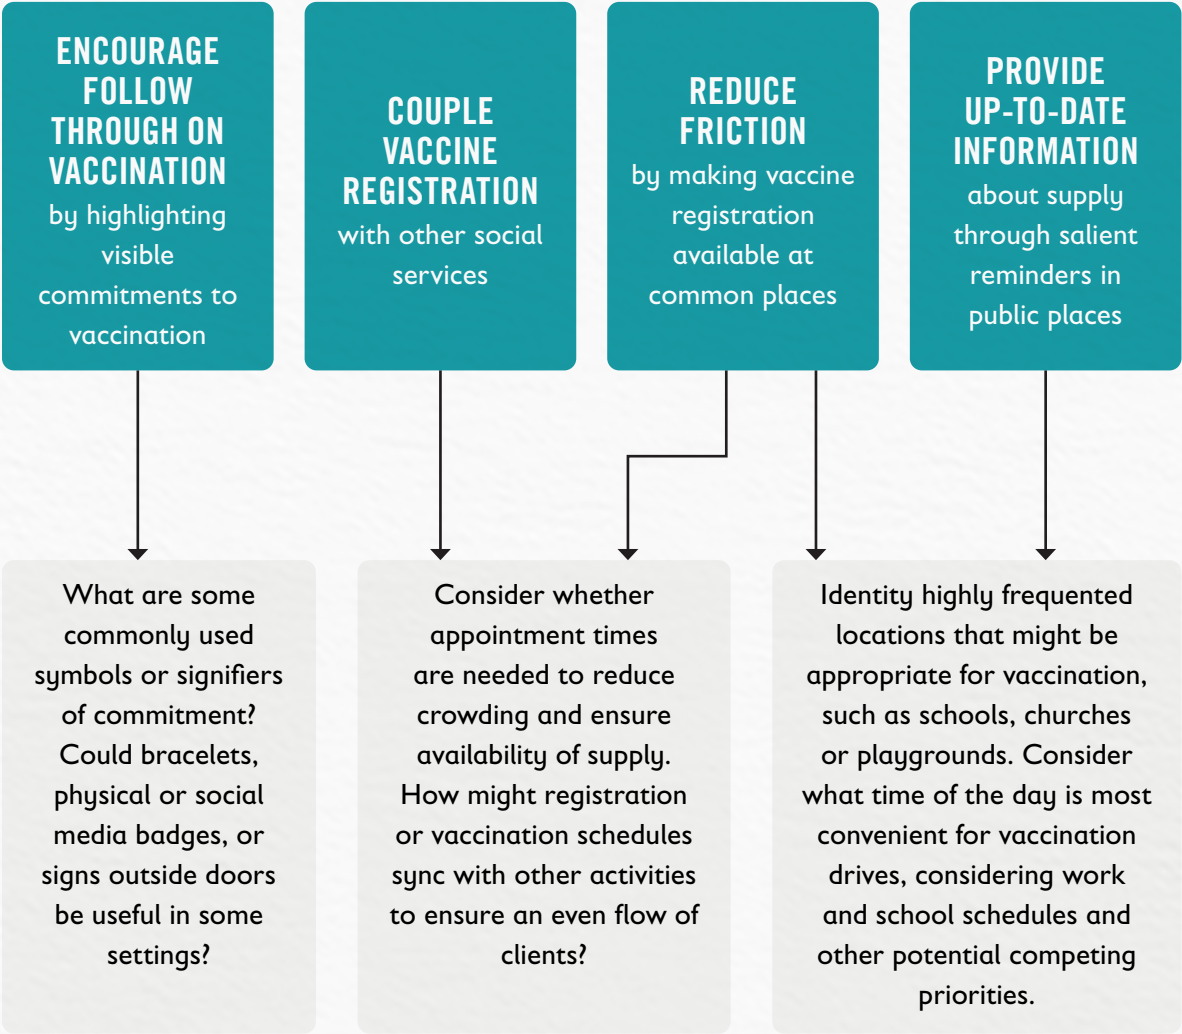 ENCOURAGE
FOLLOW
THROUGH ON
VACCINATION
by highlighting
visible
commitments to
vaccination
COUPLE
VACCINE
REGISTRATION
with other social
services
REDUCE
FRICTION
by making vaccine
registration
available at
common places
PROVIDE
UP-TO-DATE
INFORMATION
about supply
through salient
reminders in
public places
What are some
commonly used
symbols or signifiers
of commitment?
Could bracelets,
physical or social
media badges, or
signs outside doors
be useful in some
settings?
Consider whether
appointment times
are needed to reduce
crowding and ensure
availability of supply.
How might registration
or vaccination schedules
sync with other activities
to ensure an even flow of
clients?
Identity highly frequented
locations that might be
appropriate for vaccination,
such as schools, churches
or playgrounds. Consider
what time of the day is most
convenient for vaccination
drives, considering work
and school schedules and
other potential competing
priorities.